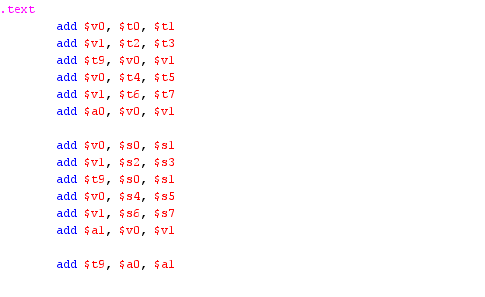 .text
add $v0, $t0, $t1
add $v1, $t2, $t3
add $t9, $v0, $v1
add $v0, $t4, $t5
add $v1, $t6, $t7
add $a0, $v0, $v1
add $v0, $s0, $s1
add $v1, $s2, $s3
add $t9, $s0, $s1
add $v0, $s4, $s5
add $v1, $s6, $s7
add $a1, $v0, $v1
add $t9, $a0, $a1